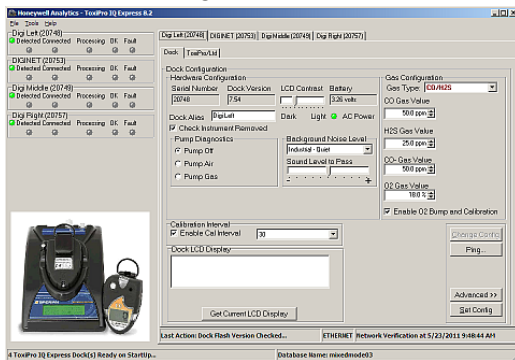 Honeywell Analytics - ToxiPro IQ Express 8.2
File Tools Help
Digi Left (20748)
Detected Connected Processing OK Fault
DIGINET (20753)
Detected Connected Processing OK Fault
Digi Middle (20749)
Detected Connected Processing OK Fault
Digi Right (20757)
Detected Connected Processing OK Fault
Digi Left (20748) DIGINET (20753) Digi Middle (20749) Digi Right (20757)
Dock ToxiPro/Ltd
Dock Configuration
Hardware Configuration
Serial Number Dock Version LCD Contrast Battery
20748 7.54 3.26 volts
Dock Alias Digi Left Dark Light AC Power
Check Instrument Removed
Pump Diagnostics
Pump Off
Pump Air
Pump Gas
Background Noise Level
Industrial - Quiet
Sound Level to Pass
- +
Gas Configuration
Gas Type: CO/H2S
CO Gas Value
50.0 ppm
H2S Gas Value
25.0 ppm
CO- Gas Value
50.0 ppm
O2 Gas Value
18.0 %
Enable O2 Bump and Calibration
Calibration Interval
Enable Cal Interval 30
Dock LCD Display
Get Current LCD Display
Change Config
Ping...
Advanced >>
Set Config
Last Action: Dock Flash Version Checked... ETHERNET Network Verification at 5/23/2011 9:48:44 AM
4 ToxiPro IQ Express Dock(s) Ready on StartUp... Database Name: mixedmode03